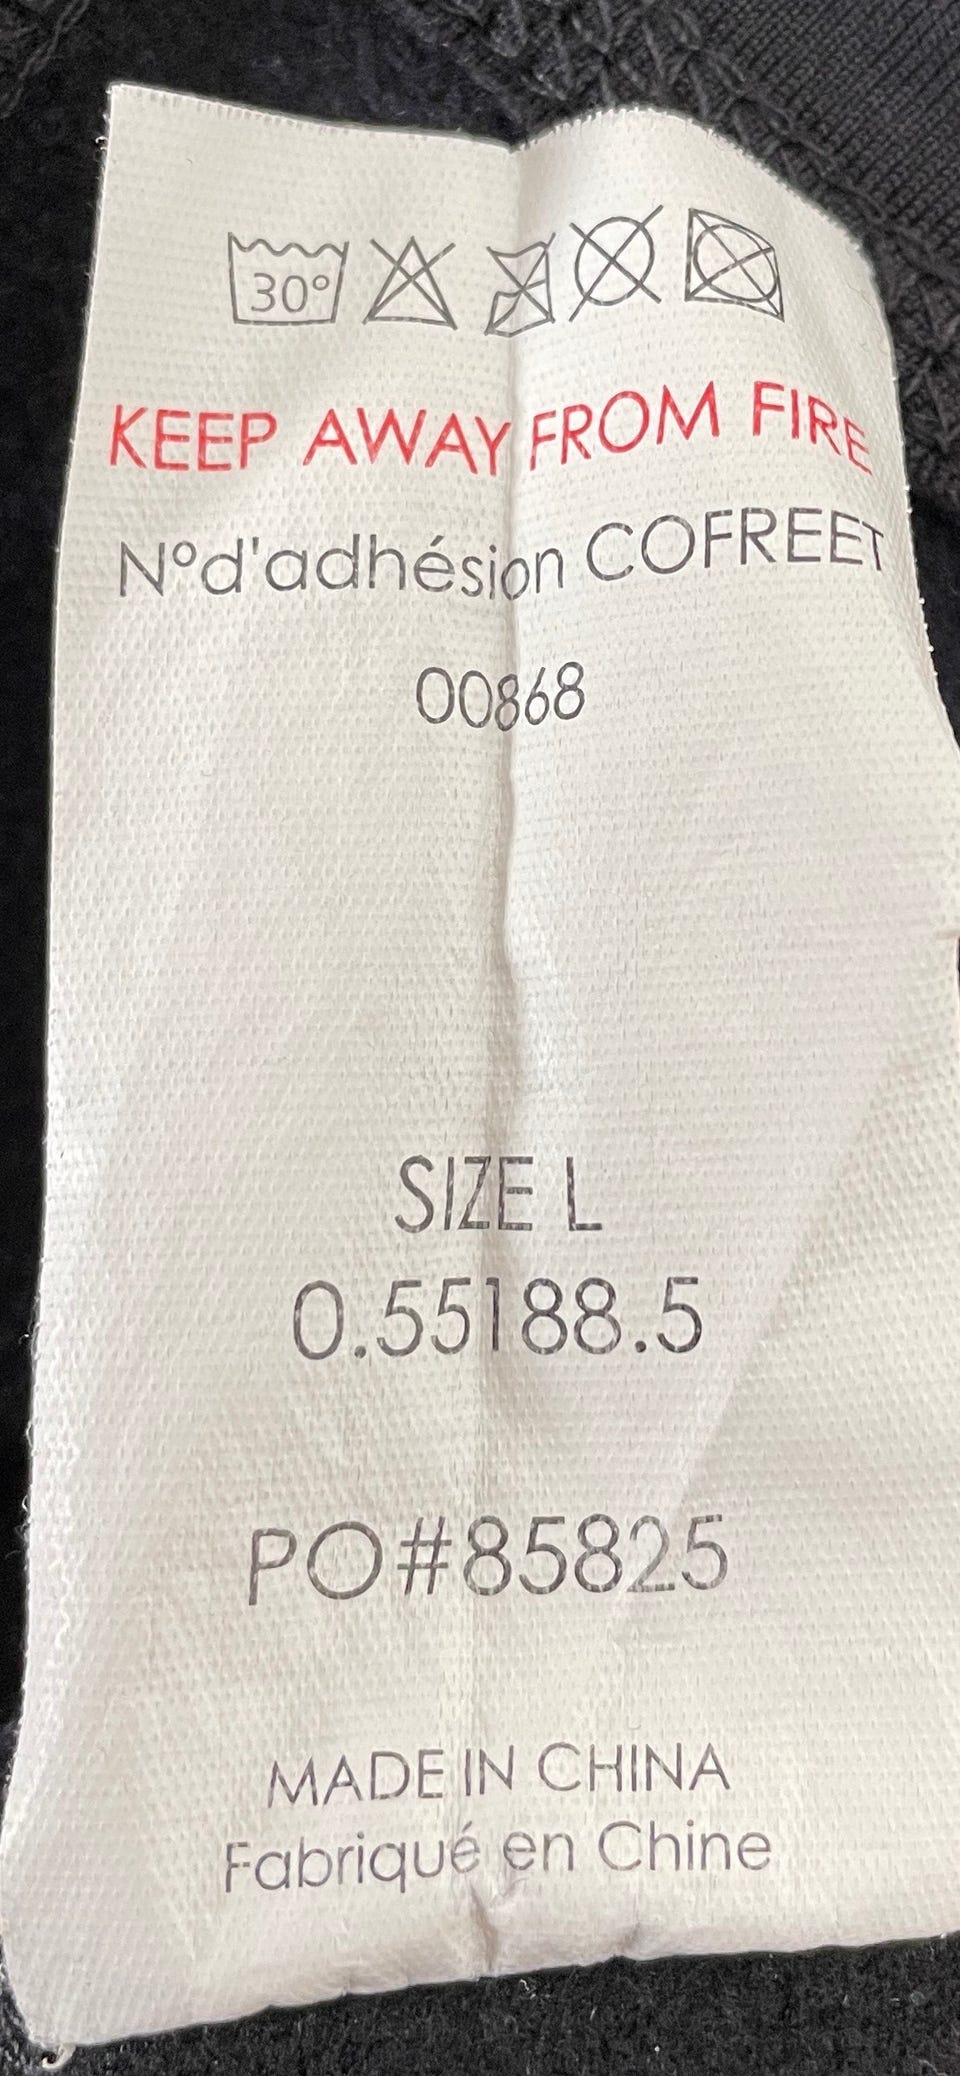 30°
KEEP AWAY FROM FIRE
N°d'adhésion COFREET
00868
SIZE L
0.55188.5
PO#85825
MADE IN CHINA
Fabriqué en Chine